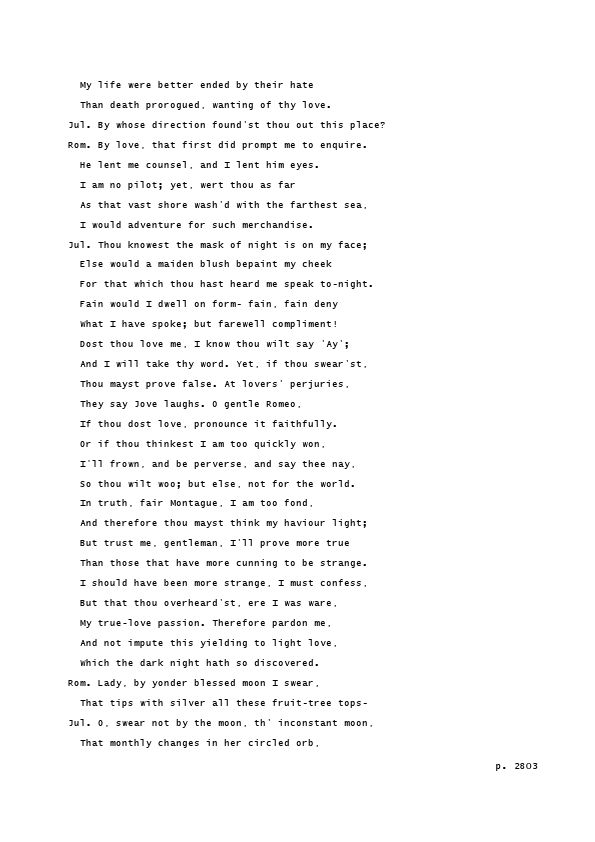 My life were better ended by their hate
Than death prorogued, wanting of thy love.
Jul. By whose direction found'st thou out this place?
Rom. By love, that first did prompt me to enquire.
He lent me counsel, and I lent him eyes.
I am no pilot; yet, wert thou as far
As that vast shore wash'd with the farthest sea,
I would adventure for such merchandise.
Jul. Thou knowest the mask of night is on my face;
Else would a maiden blush bepaint my cheek
For that which thou hast heard me speak to-night.
Fain would I dwell on form- fain, fain deny
What I have spoke; but farewell compliment!
Dost thou love me, I know thou wilt say 'Ay';
And I will take thy word. Yet, if thou swear'st,
Thou mayst prove false. At lovers' perjuries,
They say Jove laughs. O gentle Romeo,
If thou dost love, pronounce it faithfully.
Or if thou thinkest I am too quickly won,
I'll frown, and be perverse, and say thee nay,
So thou wilt woo; but else, not for the world.
In truth, fair Montague, I am too fond,
And therefore thou mayst think my haviour light;
But trust me, gentleman, I'll prove more true
Than those that have more cunning to be strange.
I should have been more strange, I must confess,
But that thou overheard'st, ere I was ware,
My true-love passion. Therefore pardon me,
And not impute this yielding to light love,
Which the dark night hath so discovered.
Rom. Lady, by yonder blessed moon I swear,
That tips with silver all these fruit-tree tops-
Jul. O, swear not by the moon, th' inconstant moon,
That monthly changes in her circled orb,
p. 2803